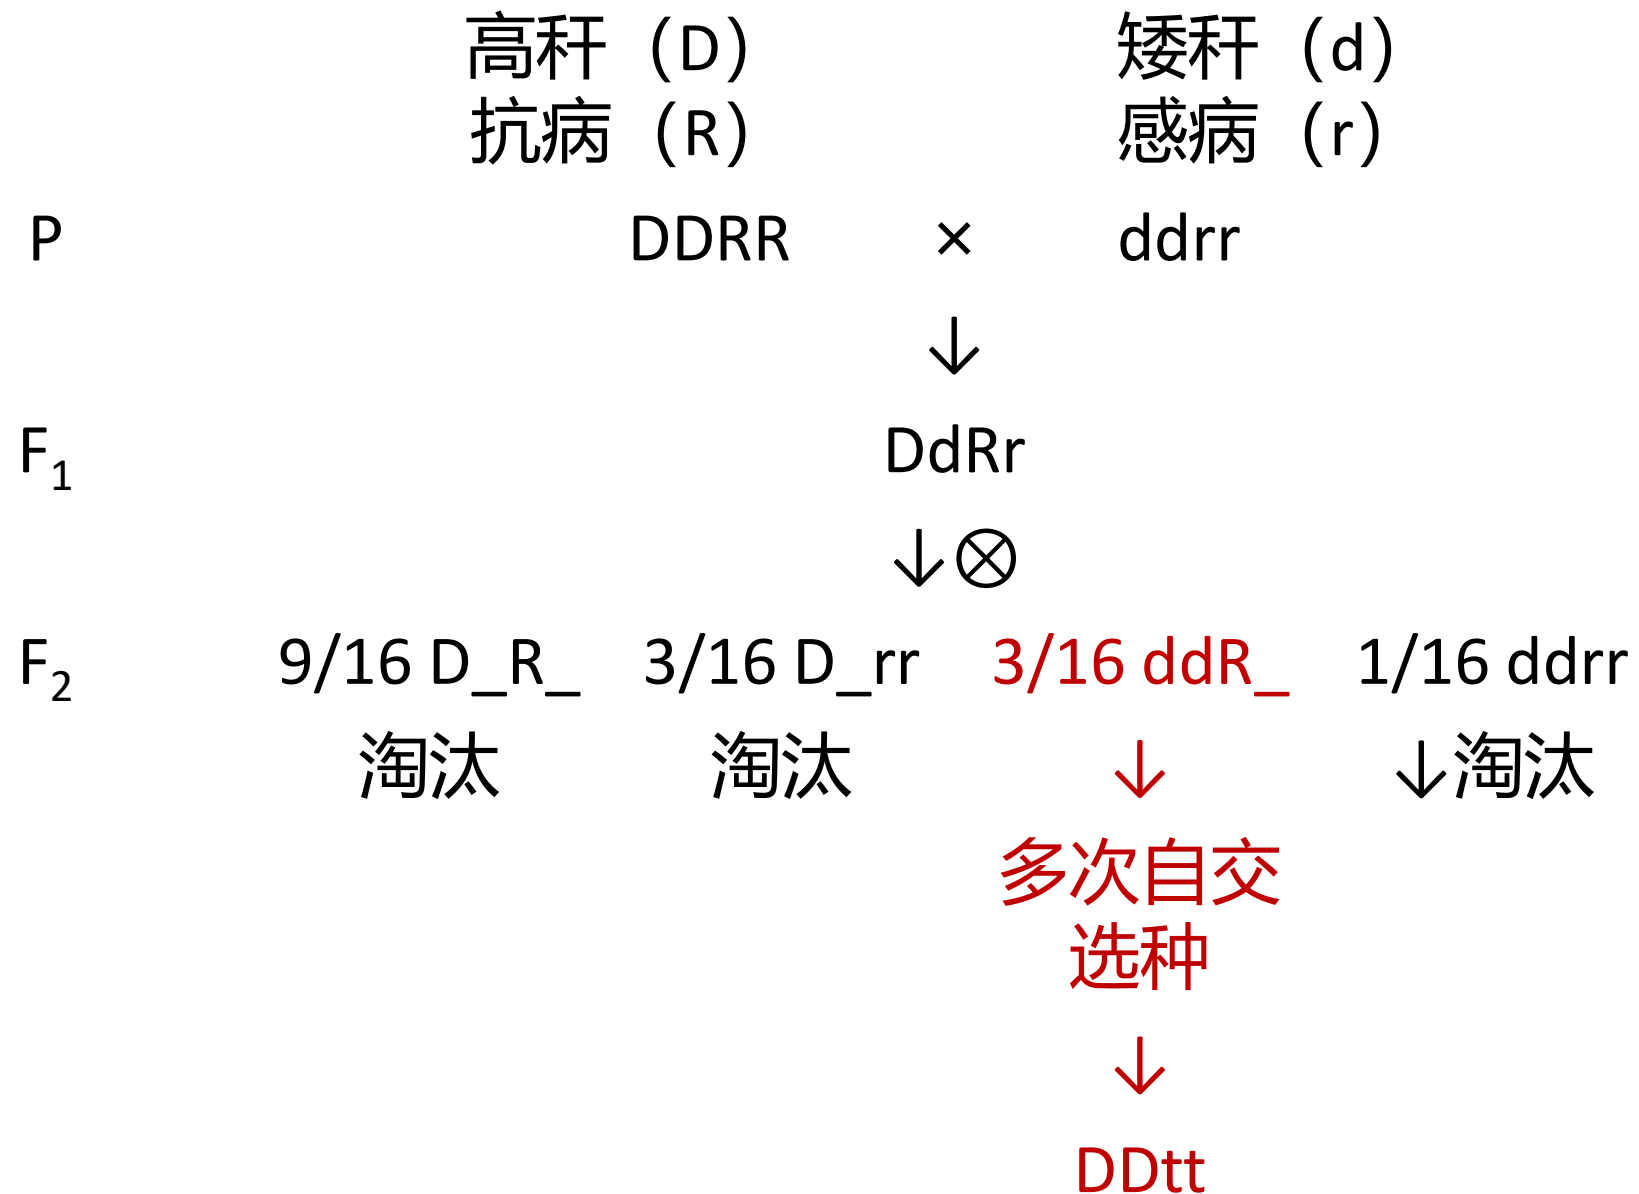 高秆（D） 矮秆（d）
抗病（R） 感病（r）
P DDRR × ddrr
↓
F₁ DdRr
↓⊗
F₂ 9/16 D_R_ 3/16 D_rr 3/16 ddR_ 1/16 ddrr
淘汰 淘汰 ↓ ↓淘汰
多次自交
选种
↓
DDtt